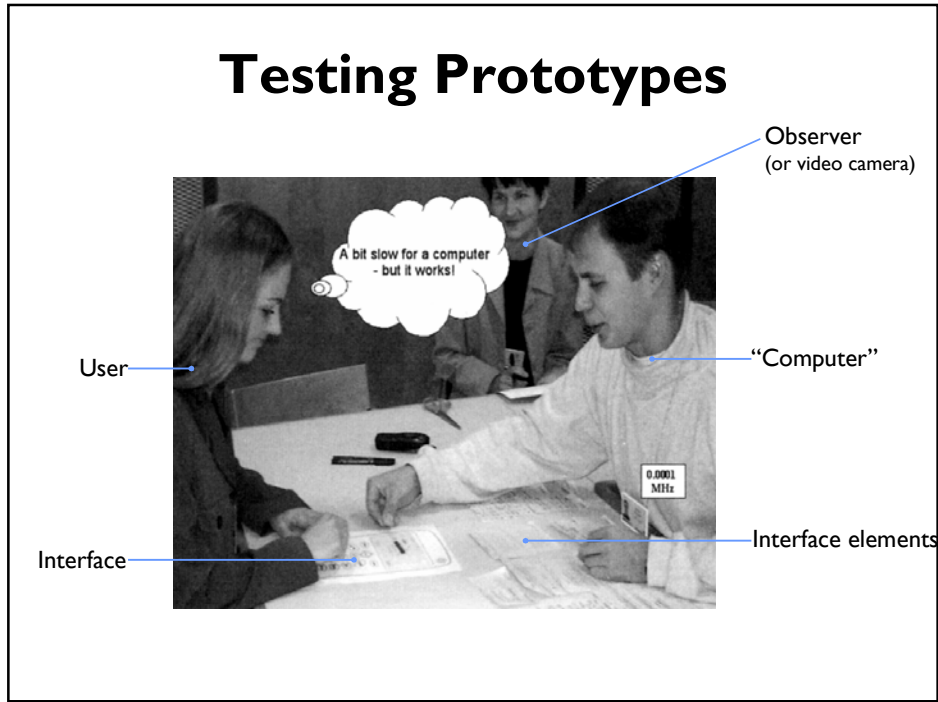 Testing Prototypes
Observer
(or video camera)
A bit slow for a computer
- but it works!
User
“Computer”
0.0001
MHz
Interface
Interface elements